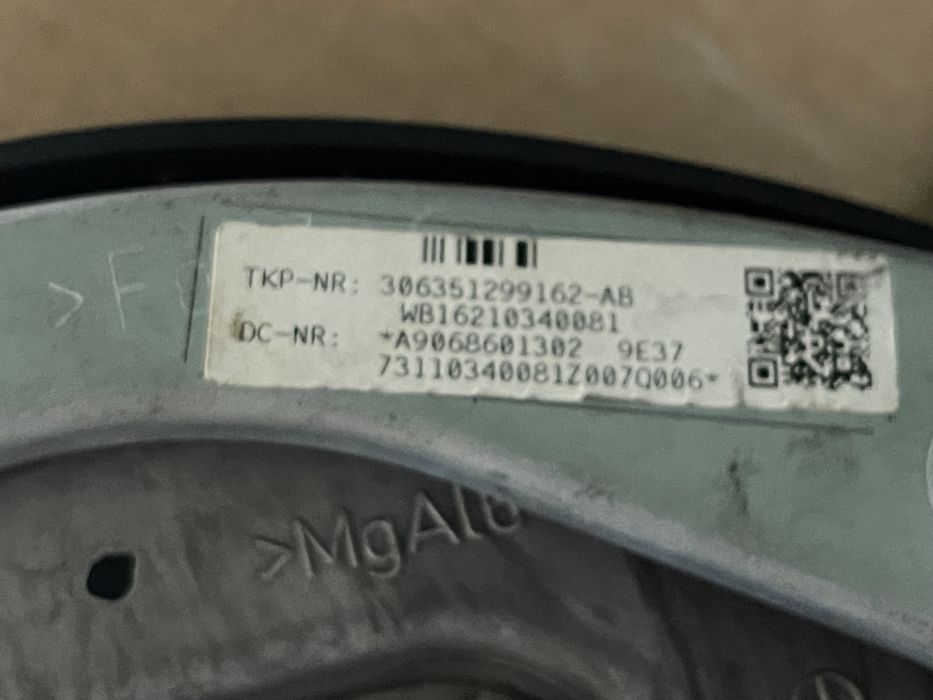 TKP-NR: 306351299162-AB
WB16210340081
DC-NR: *A9068601302 9E37
73110340081Z007Q006*
>MgAl6